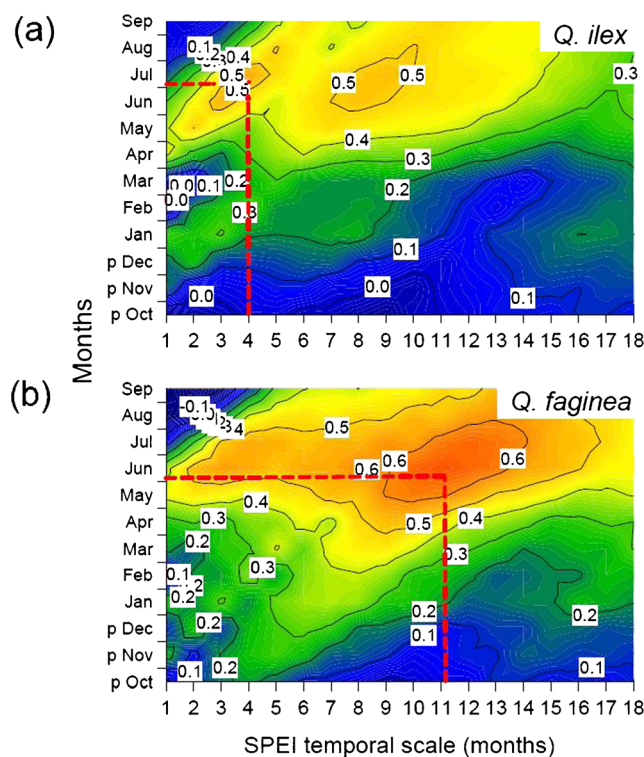 (a)
Q. ilex
Sep
Aug
Jul
Jun
May
Apr
Mar
Feb
Jan
p Dec
p Nov
p Oct
0.1
0.4
0.5
0.5
0.5
0.5
0.3
0.4
0.3
0.1
0.2
0.2
0.0
0.3
0.1
0.0
0.0
0.1
1 2 3 4 5 6 7 8 9 10 11 12 13 14 15 16 17 18
Months
(b)
Q. faginea
Sep
Aug
Jul
Jun
May
Apr
Mar
Feb
Jan
p Dec
p Nov
p Oct
-0.1
0.5
0.6
0.6
0.6
0.4
0.3
0.5
0.4
0.2
0.3
0.3
0.1
0.2
0.2
0.2
0.2
0.1
0.1
0.2
0.1
1 2 3 4 5 6 7 8 9 10 11 12 13 14 15 16 17 18
SPEI temporal scale (months)